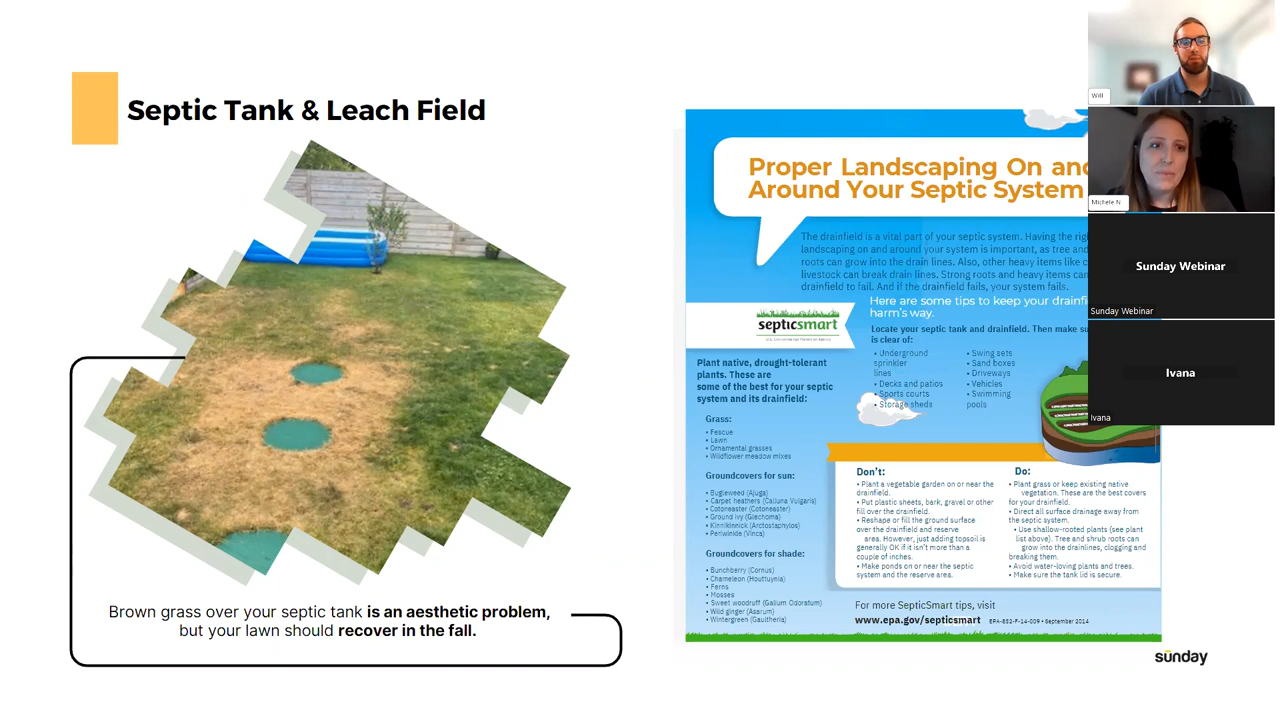 Septic Tank & Leach Field
Brown grass over your septic tank is an aesthetic problem,
but your lawn should recover in the fall.
Proper Landscaping On and
Around Your Septic System
The drainfield is a vital part of your septic system. Having the
landscaping on and around your system is important, as tree and
roots can grow into the drain lines. Also, other heavy items like
livestock can break drain lines. Strong roots and heavy items can
drainfield to fail. And if the drainfield fails, your system fails.
Here are some tips to keep your
harm's way.
septicsmart
Locate your septic tank and drainfield. Then make
is clear of:
• Underground
sprinkler
lines
• Decks and patios
• Sports courts
• Storage sheds
• Swing sets
• Sand boxes
• Driveways
• Vehicles
• Swimming
pools
Plant native, drought-tolerant
plants. These are
some of the best for your septic
system and its drainfield:
Grass:
• Fescue
• Lawn
• Ornamental grasses
• Wildflower meadow mixes
Groundcovers for sun:
• Bugleweed (Ajuga)
• Carpet heathers (Calluna Vulgaris)
• Cotoneaster (Cotoneaster)
• Ground ivy (Glechoma)
• Kinnikinnick (Arctostaphylos)
• Periwinkle (Vinca)
Groundcovers for shade:
• Bunchberry (Cornus)
• Chameleon (Houttuynia)
• Ferns
• Mosses
• Sweet woodruff (Galium Odoratum)
• Wild ginger (Asarum)
• Wintergreen (Gaultheria)
Don't:
• Plant a vegetable garden on or near the
drainfield.
• Put plastic sheets, bark, gravel or other
fill over the drainfield.
• Reshape or fill the ground surface
over the drainfield and reserve
area. However, just adding topsoil is
generally OK if it isn't more than a
couple of inches.
• Make ponds on or near the septic
system and the reserve area.
Do:
• Plant grass or keep existing native
vegetation. These are the best covers
for your drainfield.
• Direct all surface drainage away from
the septic system.
• Use shallow-rooted plants (see plant
list above). Tree and shrub roots can
grow into the drainlines, clogging and
breaking them.
• Avoid water-loving plants and trees.
• Make sure the tank lid is secure.
For more SepticSmart tips, visit
www.epa.gov/septicsmart EPA-832-F-14-009 • September 2014
sunday
Will
Michele N
Sunday Webinar
Sunday Webinar
Ivana
Ivana